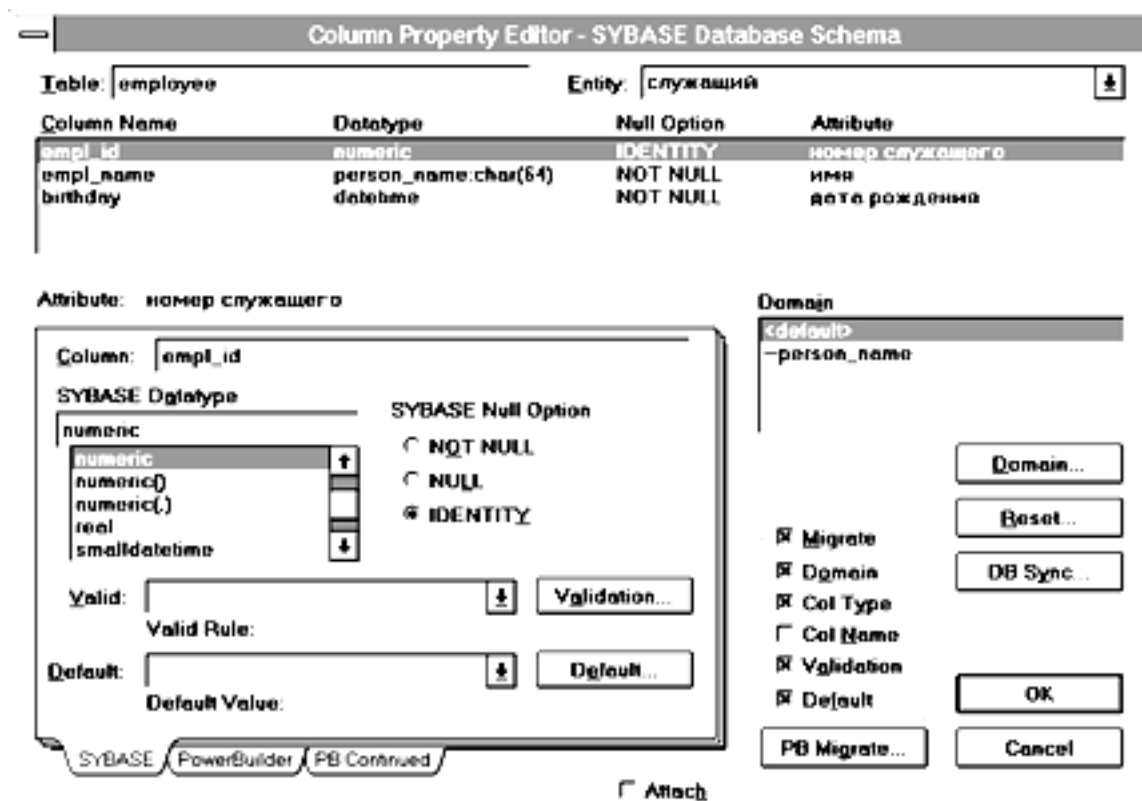 Column Property Editor - SYBASE Database Schema
Table: employee Entity: служащий
Column Name Datatype Null Option Attribute
empl_id numeric IDENTITY номер служащего
empl_name person_name:char(64) NOT NULL имя
birthday datetime NOT NULL дата рождения
Attribute: номер служащего
Domain
<default>
–person_name
Column: empl_id
SYBASE Datatype
numeric
numeric
numeric()
numeric(,)
real
smalldatetime
SYBASE Null Option
NOT NULL
NULL
IDENTITY
Valid: Validation...
Valid Rule:
Default: Default...
Default Value:
SYBASE PowerBuilder PB Continued
Domain...
Reset...
DB Sync...
Migrate
Domain
Col Type
Col Name
Validation
Default
OK
PB Migrate... Cancel
Attach